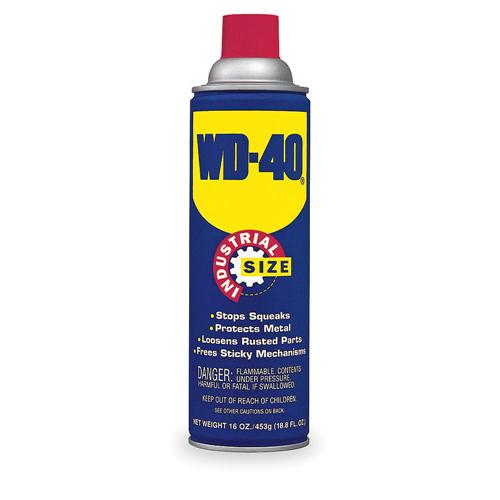 WD-40®
INDUSTRIAL
SIZE
• Stops Squeaks
• Protects Metal
• Loosens Rusted Parts
• Frees Sticky Mechanisms
DANGER: FLAMMABLE. CONTENTS
UNDER PRESSURE.
HARMFUL OR FATAL IF SWALLOWED.
KEEP OUT OF REACH OF CHILDREN.
SEE OTHER CAUTIONS ON BACK.
NET WEIGHT 16 OZ./453g (18.8 FL.OZ.)